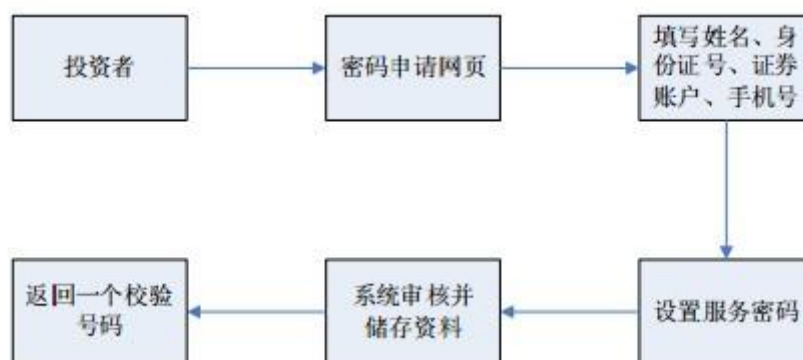 投资者
密码申请网页
填写姓名、身
份证号、证券
账户、手机号
设置服务密码
系统审核并
储存资料
返回一个校验
号码